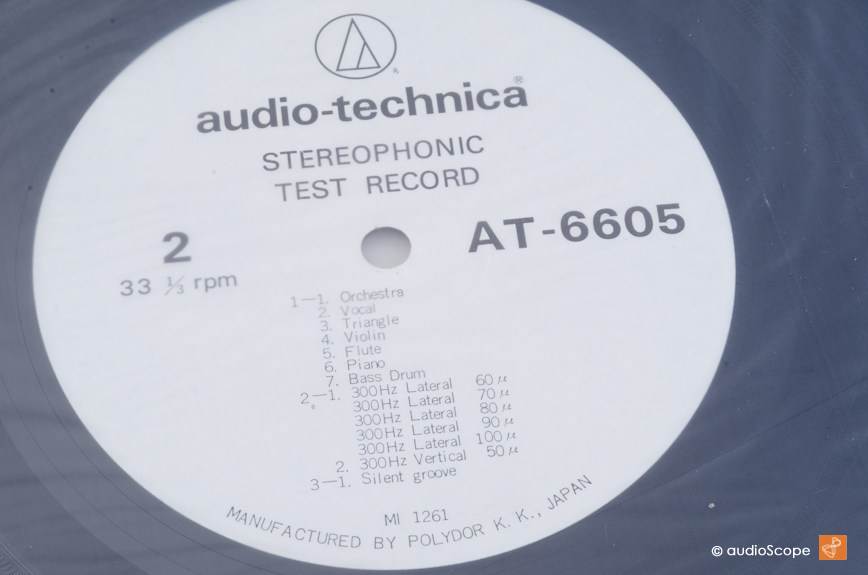 audio-technica®
STEREOPHONIC
TEST RECORD
2
33 ⅓ rpm
AT-6605
1—1. Orchestra
2. Vocal
3. Triangle
4. Violin
5. Flute
6. Piano
7. Bass Drum
2—1. 300Hz Lateral 60μ
300Hz Lateral 70μ
300Hz Lateral 80μ
300Hz Lateral 90μ
300Hz Lateral 100μ
2. 300Hz Vertical 50μ
3—1. Silent groove
MI 1261
MANUFACTURED BY POLYDOR K. K., JAPAN
© audioScope